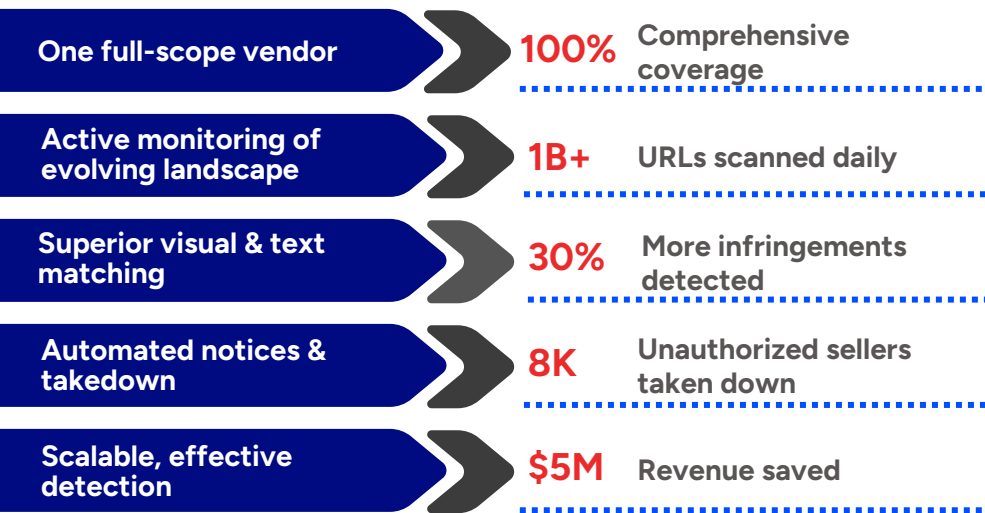 One full-scope vendor
100%
Comprehensive
coverage
Active monitoring of
evolving landscape
1B+
URLs scanned daily
Superior visual & text
matching
30%
More infringements
detected
Automated notices &
takedown
8K
Unauthorized sellers
taken down
Scalable, effective
detection
$5M
Revenue saved